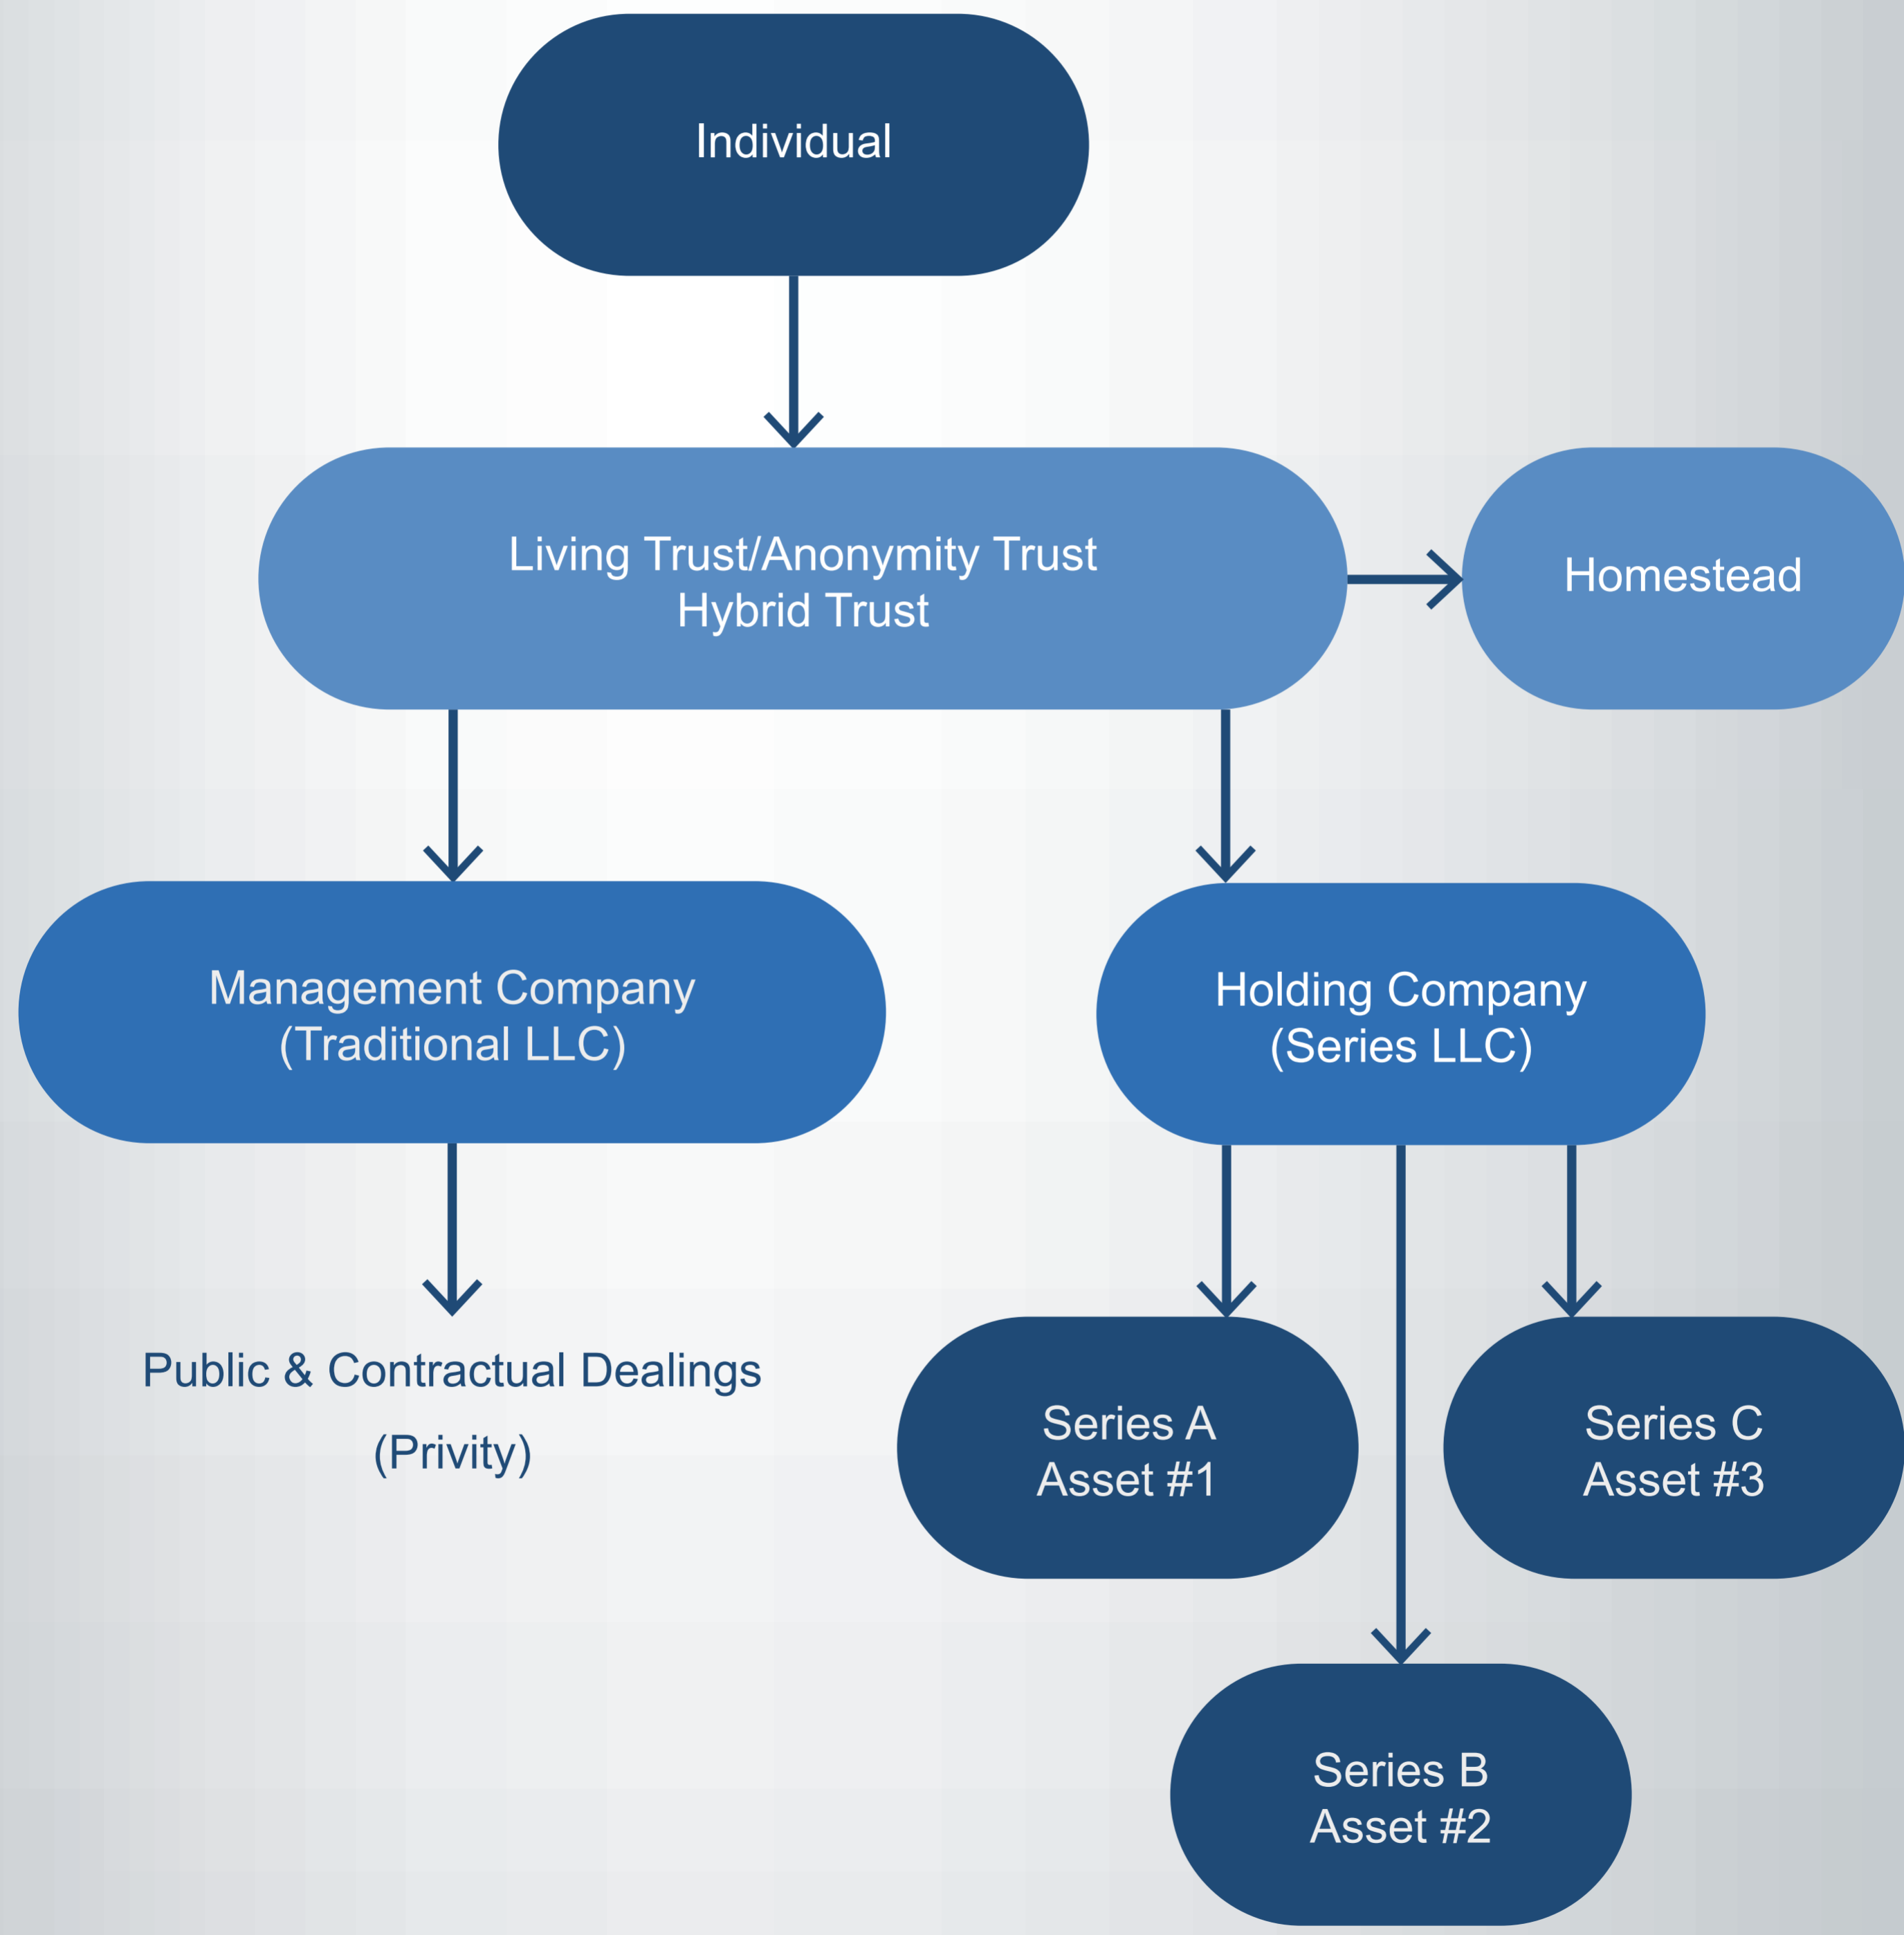 Individual
Living Trust/Anonymity Trust
Hybrid Trust
Homestead
Management Company
(Traditional LLC)
Holding Company
(Series LLC)
Public & Contractual Dealings
(Privity)
Series A
Asset #1
Series C
Asset #3
Series B
Asset #2